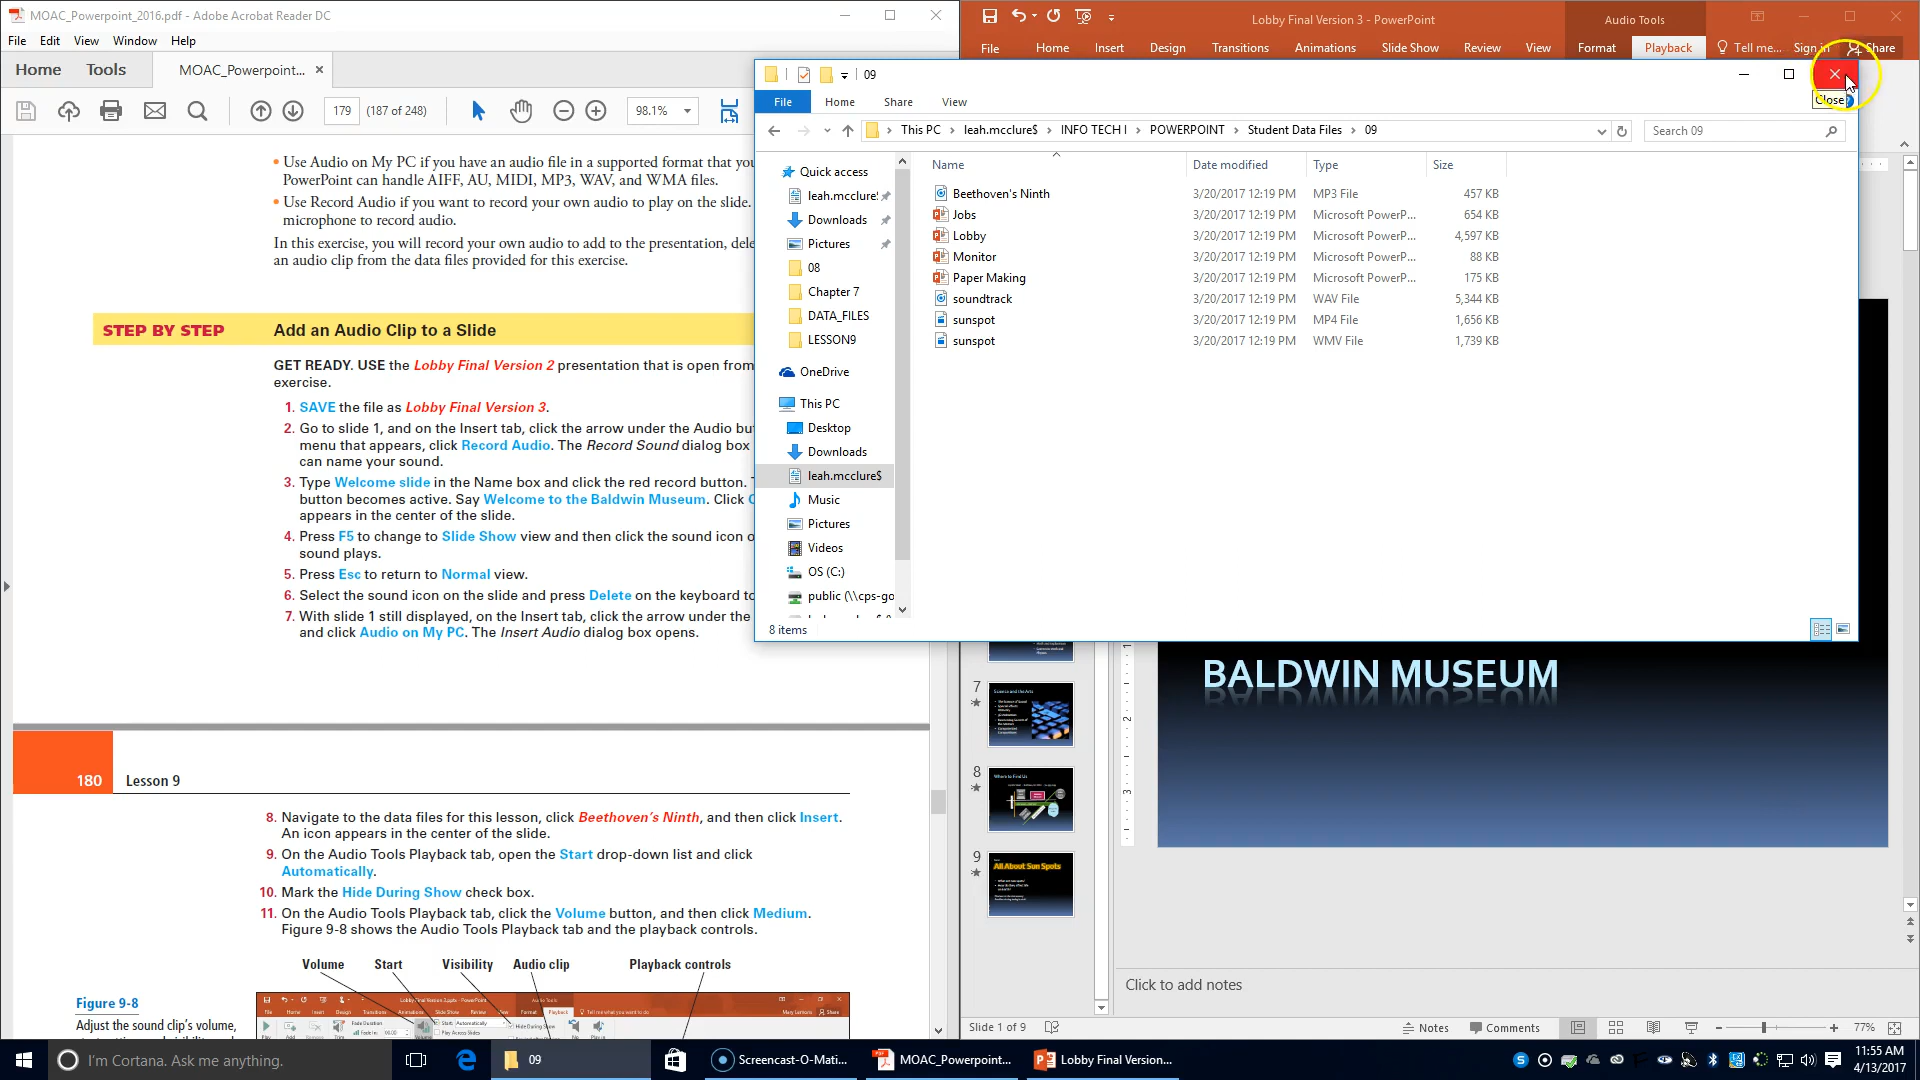 MOAC_Powerpoint_2016.pdf - Adobe Acrobat Reader DC
File Edit View Window Help
Home Tools MOAC_Powerpoint... ×
179 (187 of 248) 98.1%
• Use Audio on My PC if you have an audio file in a supported format that you
PowerPoint can handle AIFF, AU, MIDI, MP3, WAV, and WMA files.
• Use Record Audio if you want to record your own audio to play on the slide.
microphone to record audio.
In this exercise, you will record your own audio to add to the presentation, dele
an audio clip from the data files provided for this exercise.
STEP BY STEP Add an Audio Clip to a Slide
GET READY. USE the Lobby Final Version 2 presentation that is open from
exercise.
1. SAVE the file as Lobby Final Version 3.
2. Go to slide 1, and on the Insert tab, click the arrow under the Audio bu
menu that appears, click Record Audio. The Record Sound dialog box
can name your sound.
3. Type Welcome slide in the Name box and click the red record button.
button becomes active. Say Welcome to the Baldwin Museum. Click
appears in the center of the slide.
4. Press F5 to change to Slide Show view and then click the sound icon o
sound plays.
5. Press Esc to return to Normal view.
6. Select the sound icon on the slide and press Delete on the keyboard to
7. With slide 1 still displayed, on the Insert tab, click the arrow under the
and click Audio on My PC. The Insert Audio dialog box opens.
180 Lesson 9
8. Navigate to the data files for this lesson, click Beethoven's Ninth, and then click Insert.
An icon appears in the center of the slide.
9. On the Audio Tools Playback tab, open the Start drop-down list and click
Automatically.
10. Mark the Hide During Show check box.
11. On the Audio Tools Playback tab, click the Volume button, and then click Medium.
Figure 9-8 shows the Audio Tools Playback tab and the playback controls.
Volume Start Visibility Audio clip Playback controls
Figure 9-8
Adjust the sound clip's volume,
Lobby Final Version 3 - PowerPoint Audio Tools
File Home Insert Design Transitions Animations Slide Show Review View Format Playback Tell me... Sign in Share
09
Close
File Home Share View
This PC > leah.mcclure$ > INFO TECH I > POWERPOINT > Student Data Files > 09 Search 09
Name Date modified Type Size
Beethoven's Ninth 3/20/2017 12:19 PM MP3 File 457 KB
Jobs 3/20/2017 12:19 PM Microsoft PowerP... 654 KB
Lobby 3/20/2017 12:19 PM Microsoft PowerP... 4,597 KB
Monitor 3/20/2017 12:19 PM Microsoft PowerP... 88 KB
Paper Making 3/20/2017 12:19 PM Microsoft PowerP... 175 KB
soundtrack 3/20/2017 12:19 PM WAV File 5,344 KB
sunspot 3/20/2017 12:19 PM MP4 File 1,656 KB
sunspot 3/20/2017 12:19 PM WMV File 1,739 KB
Quick access
leah.mcclure
Downloads
Pictures
08
Chapter 7
DATA_FILES
LESSON9
OneDrive
This PC
Desktop
Downloads
leah.mcclure$
Music
Pictures
Videos
OS (C:)
public (\\cps-go
8 items
7
Science and the Arts
8
Where to Find Us
9
All About Sun Spots
BALDWIN MUSEUM
1
2
3
Click to add notes
Slide 1 of 9 Notes Comments 77%
I'm Cortana. Ask me anything.
09
Screencast-O-Mati...
MOAC_Powerpoint...
Lobby Final Version...
11:55 AM
4/13/2017